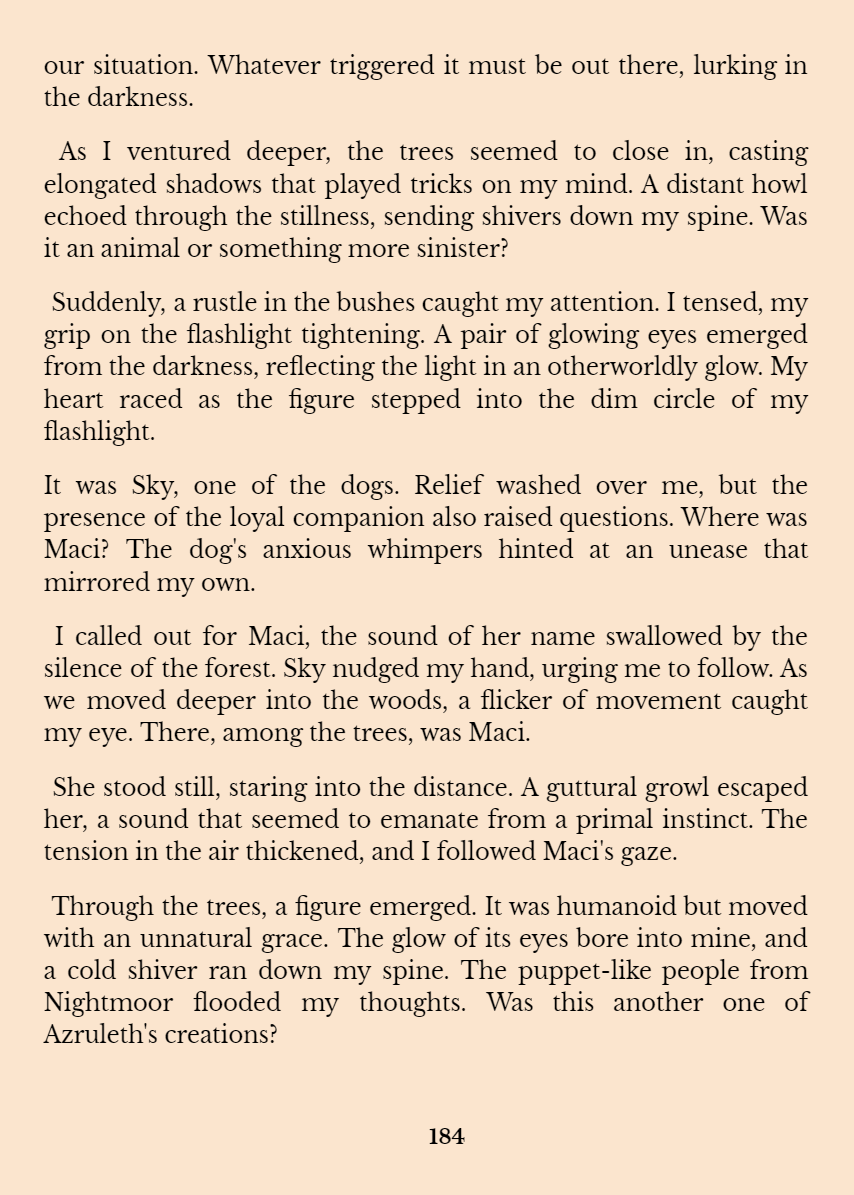 our situation. Whatever triggered it must be out there, lurking in
the darkness.
As I ventured deeper, the trees seemed to close in, casting
elongated shadows that played tricks on my mind. A distant howl
echoed through the stillness, sending shivers down my spine. Was
it an animal or something more sinister?
Suddenly, a rustle in the bushes caught my attention. I tensed, my
grip on the flashlight tightening. A pair of glowing eyes emerged
from the darkness, reflecting the light in an otherworldly glow. My
heart raced as the figure stepped into the dim circle of my
flashlight.
It was Sky, one of the dogs. Relief washed over me, but the
presence of the loyal companion also raised questions. Where was
Maci? The dog's anxious whimpers hinted at an unease that
mirrored my own.
I called out for Maci, the sound of her name swallowed by the
silence of the forest. Sky nudged my hand, urging me to follow. As
we moved deeper into the woods, a flicker of movement caught
my eye. There, among the trees, was Maci.
She stood still, staring into the distance. A guttural growl escaped
her, a sound that seemed to emanate from a primal instinct. The
tension in the air thickened, and I followed Maci's gaze.
Through the trees, a figure emerged. It was humanoid but moved
with an unnatural grace. The glow of its eyes bore into mine, and
a cold shiver ran down my spine. The puppet-like people from
Nightmoor flooded my thoughts. Was this another one of
Azruleth's creations?
184